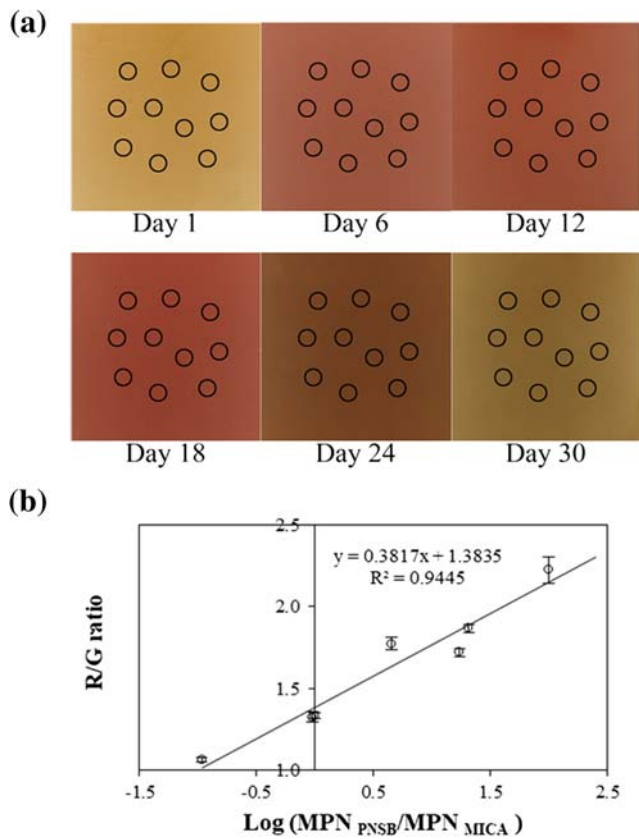 (a)
Day 1 Day 6 Day 12
Day 18 Day 24 Day 30
(b)
2.5
y = 0.3817x + 1.3835
R² = 0.9445
2.0
R/G ratio
1.5
1.0
-1.5 -0.5 0.5 1.5 2.5
Log (MPN PNSB/MPN MICA)